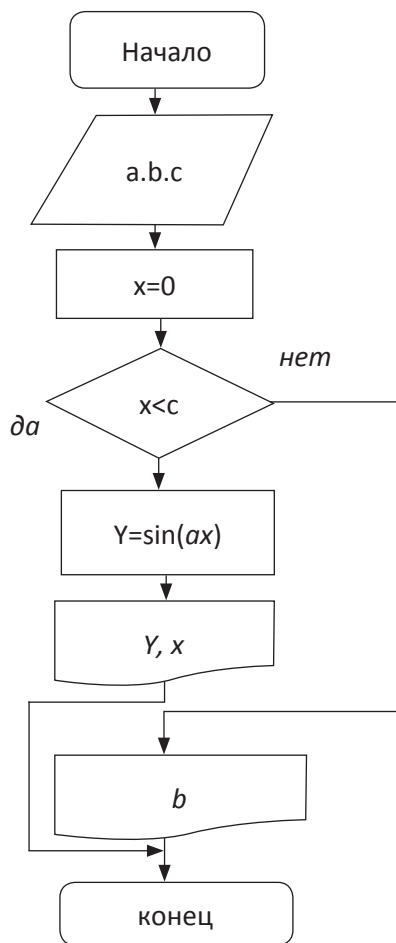 Начало
a.b.c
x=0
нет
x<c
да
Y=sin(ax)
Y, x
b
конец